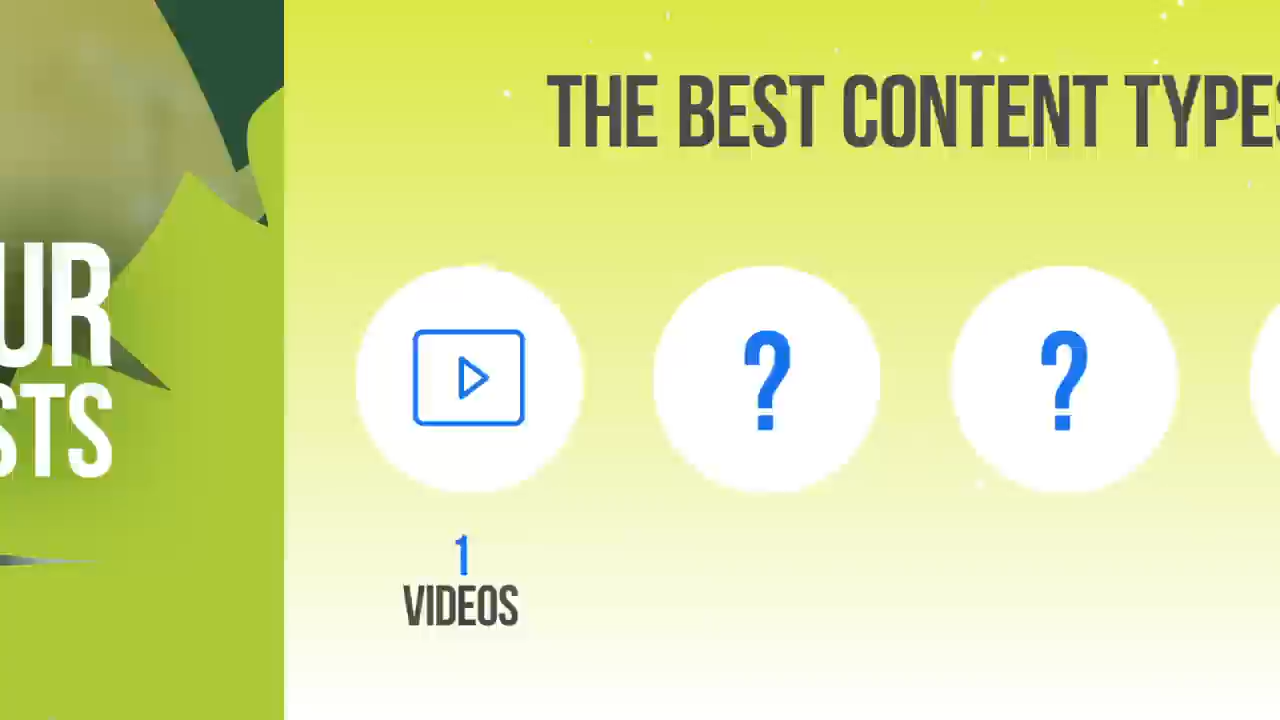 THE BEST CONTENT TYPES
UR
STS
?
?
1
VIDEOS